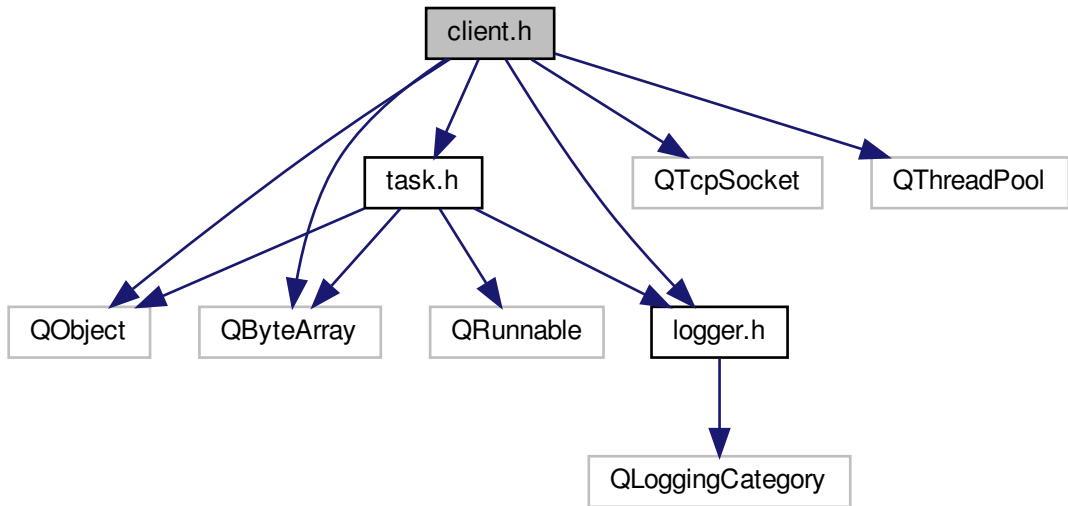 client.h
task.h
QTcpSocket
QThreadPool
QObject
QByteArray
QRunnable
logger.h
QLoggingCategory